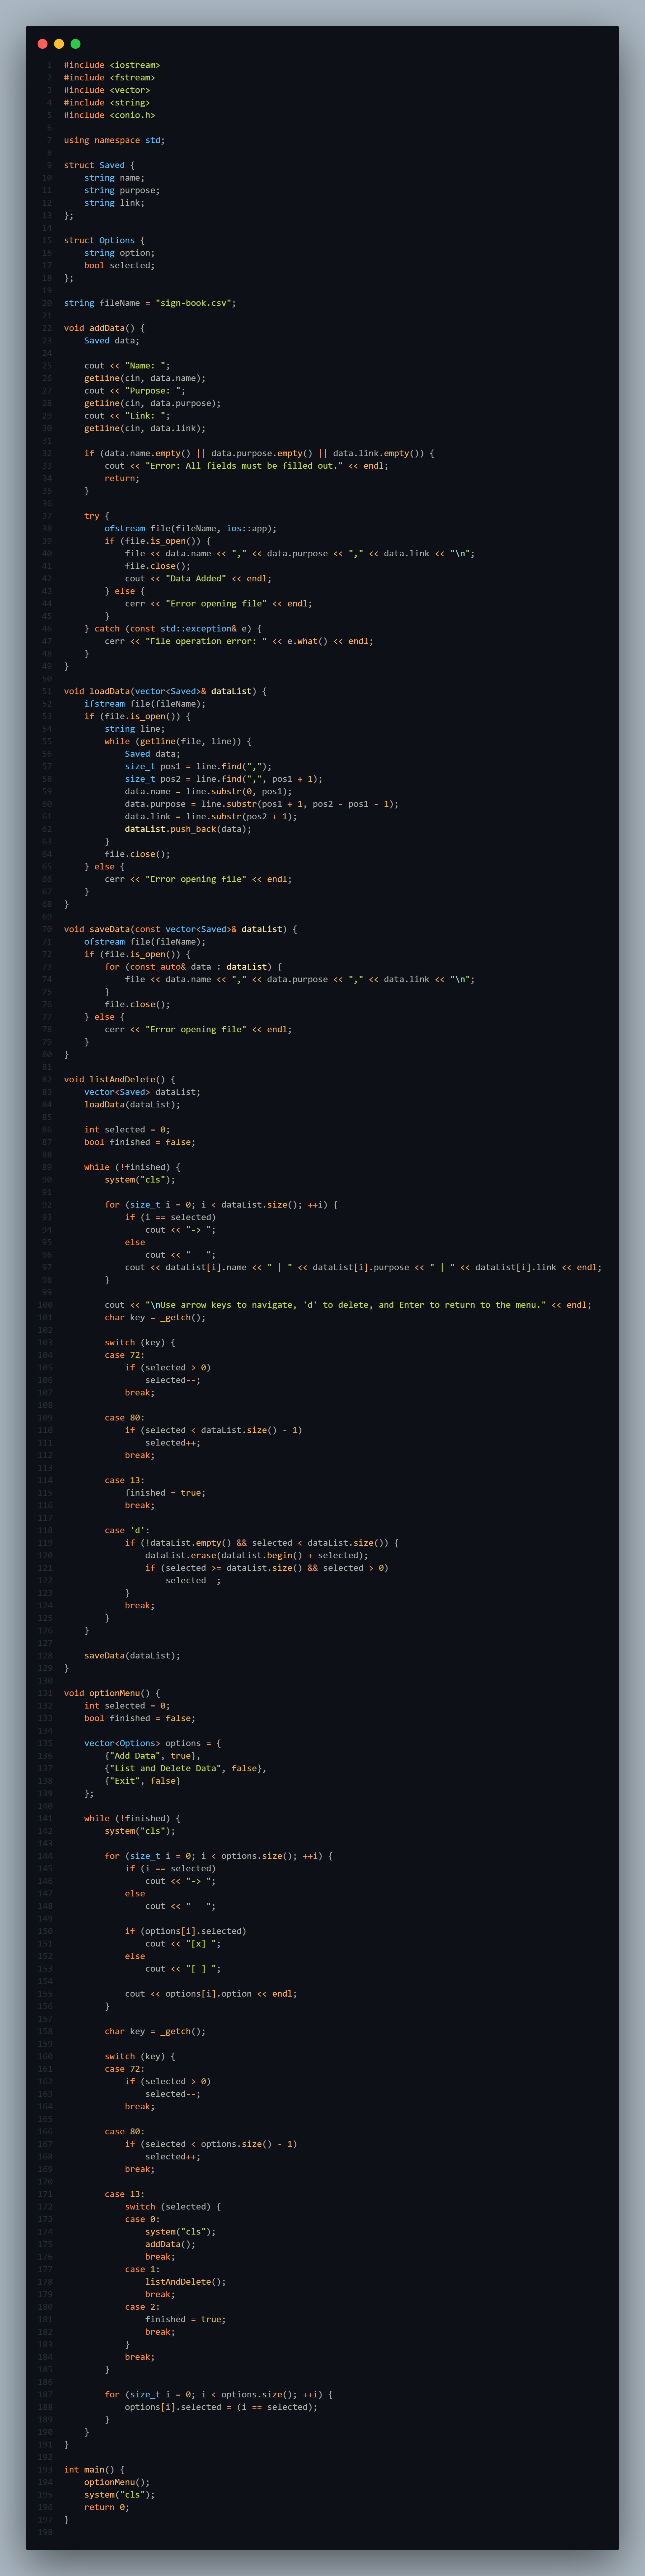 1 #include <iostream>
2 #include <fstream>
3 #include <vector>
4 #include <string>
5 #include <conio.h>
6
7 using namespace std;
8
9 struct Saved {
10     string name;
11     string purpose;
12     string link;
13 };
14
15 struct Options {
16     string option;
17     bool selected;
18 };
19
20 string fileName = "sign-book.csv";
21
22 void addData() {
23     Saved data;
24
25     cout << "Name: ";
26     getline(cin, data.name);
27     cout << "Purpose: ";
28     getline(cin, data.purpose);
29     cout << "Link: ";
30     getline(cin, data.link);
31
32     if (data.name.empty() || data.purpose.empty() || data.link.empty()) {
33         cout << "Error: All fields must be filled out." << endl;
34         return;
35     }
36
37     try {
38         ofstream file(fileName, ios::app);
39         if (file.is_open()) {
40             file << data.name << "," << data.purpose << "," << data.link << "\n";
41             file.close();
42             cout << "Data Added" << endl;
43         } else {
44             cerr << "Error opening file" << endl;
45         }
46     } catch (const std::exception& e) {
47         cerr << "File operation error: " << e.what() << endl;
48     }
49 }
50
51 void loadData(vector<Saved>& dataList) {
52     ifstream file(fileName);
53     if (file.is_open()) {
54         string line;
55         while (getline(file, line)) {
56             Saved data;
57             size_t pos1 = line.find(",");
58             size_t pos2 = line.find(",", pos1 + 1);
59             data.name = line.substr(0, pos1);
60             data.purpose = line.substr(pos1 + 1, pos2 - pos1 - 1);
61             data.link = line.substr(pos2 + 1);
62             dataList.push_back(data);
63         }
64         file.close();
65     } else {
66         cerr << "Error opening file" << endl;
67     }
68 }
69
70 void saveData(const vector<Saved>& dataList) {
71     ofstream file(fileName);
72     if (file.is_open()) {
73         for (const auto& data : dataList) {
74             file << data.name << "," << data.purpose << "," << data.link << "\n";
75         }
76         file.close();
77     } else {
78         cerr << "Error opening file" << endl;
79     }
80 }
81
82 void listAndDelete() {
83     vector<Saved> dataList;
84     loadData(dataList);
85
86     int selected = 0;
87     bool finished = false;
88
89     while (!finished) {
90         system("cls");
91
92         for (size_t i = 0; i < dataList.size(); ++i) {
93             if (i == selected)
94                 cout << "-> ";
95             else
96                 cout << "   ";
97             cout << dataList[i].name << " | " << dataList[i].purpose << " | " << dataList[i].link << endl;
98         }
99
100         cout << "\nUse arrow keys to navigate, 'd' to delete, and Enter to return to the menu." << endl;
101         char key = _getch();
102
103         switch (key) {
104         case 72:
105             if (selected > 0)
106                 selected--;
107             break;
108
109         case 80:
110             if (selected < dataList.size() - 1)
111                 selected++;
112             break;
113
114         case 13:
115             finished = true;
116             break;
117
118         case 'd':
119             if (!dataList.empty() && selected < dataList.size()) {
120                 dataList.erase(dataList.begin() + selected);
121                 if (selected >= dataList.size() && selected > 0)
122                     selected--;
123             }
124             break;
125         }
126     }
127
128     saveData(dataList);
129 }
130
131 void optionMenu() {
132     int selected = 0;
133     bool finished = false;
134
135     vector<Options> options = {
136         {"Add Data", true},
137         {"List and Delete Data", false},
138         {"Exit", false}
139     };
140
141     while (!finished) {
142         system("cls");
143
144         for (size_t i = 0; i < options.size(); ++i) {
145             if (i == selected)
146                 cout << "-> ";
147             else
148                 cout << "   ";
149
150             if (options[i].selected)
151                 cout << "[x] ";
152             else
153                 cout << "[ ] ";
154
155             cout << options[i].option << endl;
156         }
157
158         char key = _getch();
159
160         switch (key) {
161         case 72:
162             if (selected > 0)
163                 selected--;
164             break;
165
166         case 80:
167             if (selected < options.size() - 1)
168                 selected++;
169             break;
170
171         case 13:
172             switch (selected) {
173             case 0:
174                 system("cls");
175                 addData();
176                 break;
177             case 1:
178                 listAndDelete();
179                 break;
180             case 2:
181                 finished = true;
182                 break;
183             }
184             break;
185         }
186
187         for (size_t i = 0; i < options.size(); ++i) {
188             options[i].selected = (i == selected);
189         }
190     }
191 }
192
193 int main() {
194     optionMenu();
195     system("cls");
196     return 0;
197 }
198